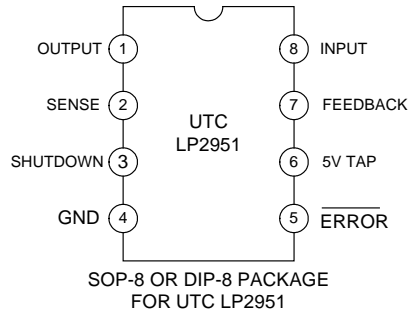 OUTPUT 1 8 INPUT
SENSE 2 7 FEEDBACK
UTC
LP2951
SHUTDOWN 3 6 5V TAP
GND 4 5 ERROR
SOP-8 OR DIP-8 PACKAGE
FOR UTC LP2951